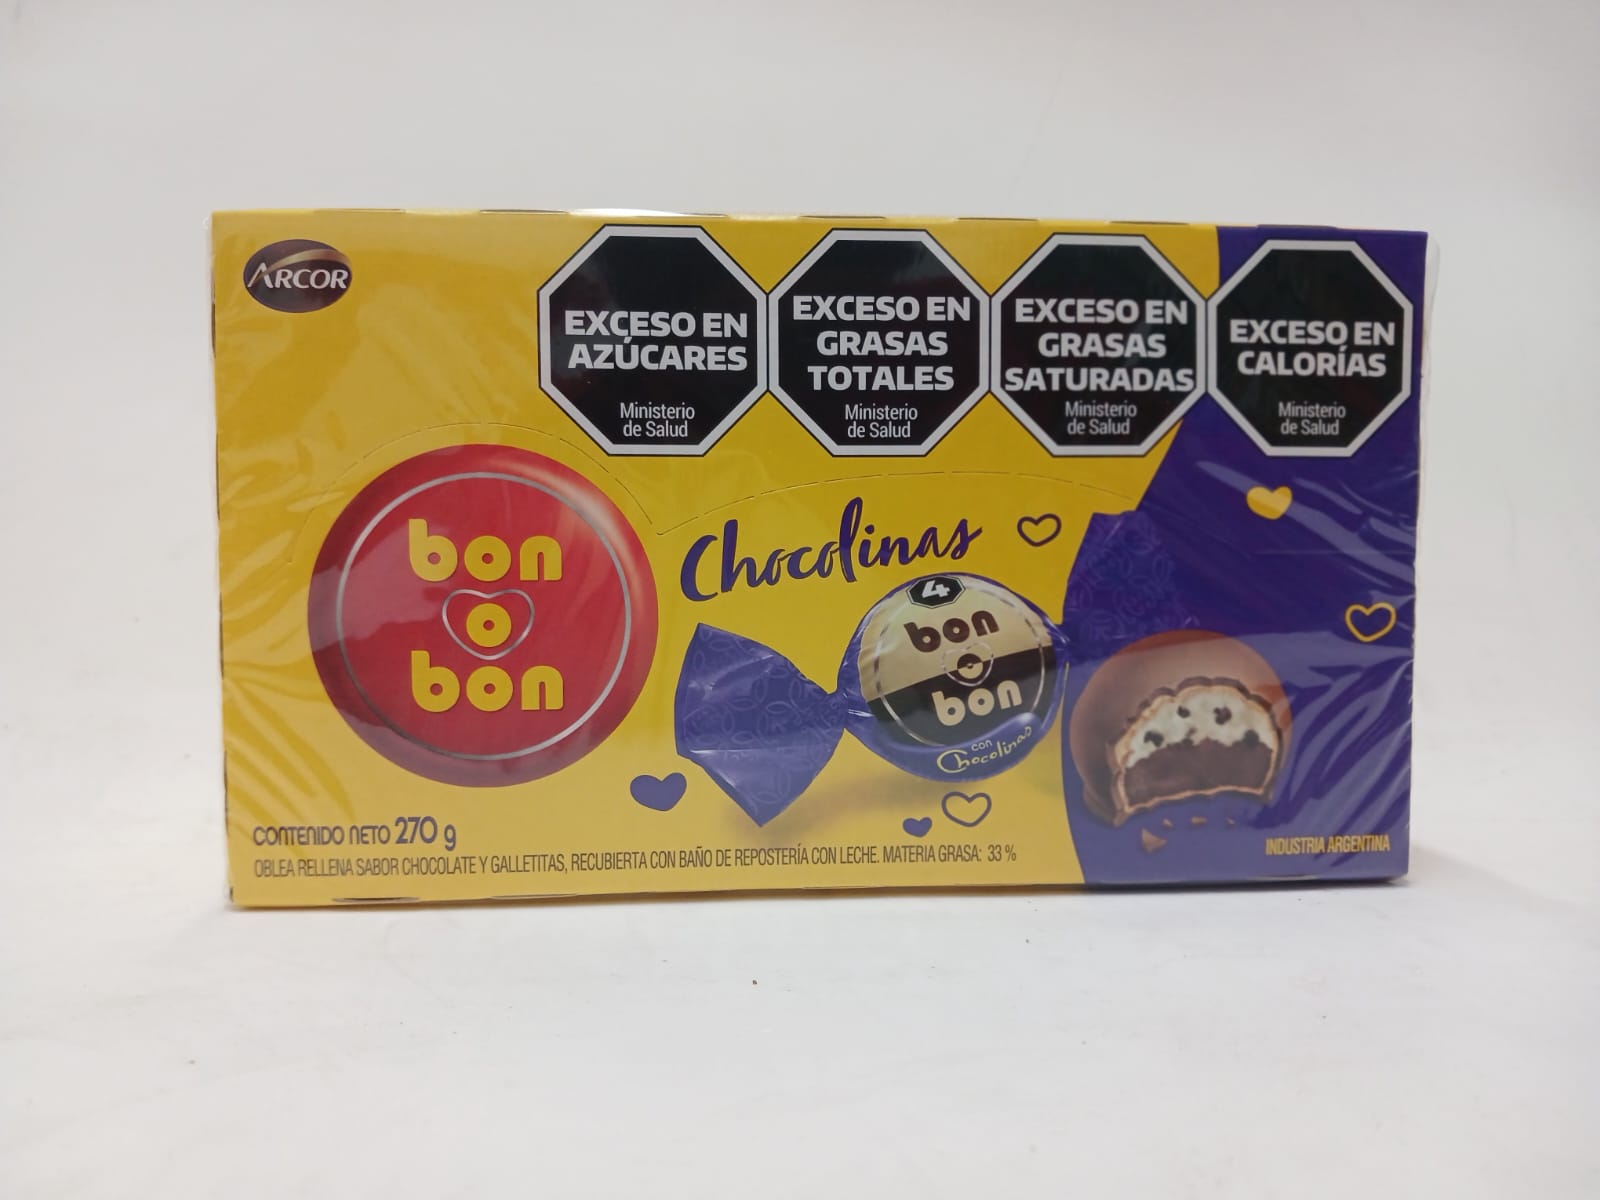 ARCOR
EXCESO EN
AZÚCARES
Ministerio
de Salud
EXCESO EN
GRASAS
TOTALES
Ministerio
de Salud
EXCESO EN
GRASAS
SATURADAS
Ministerio
de Salud
EXCESO EN
CALORÍAS
Ministerio
de Salud
bon
o
bon
Chocolinas
4
bon
o
bon
con
Chocolinas
CONTENIDO NETO 270 g
OBLEA RELLENA SABOR CHOCOLATE Y GALLETITAS, RECUBIERTA CON BAÑO DE REPOSTERÍA CON LECHE. MATERIA GRASA: 33 %
INDUSTRIA ARGENTINA